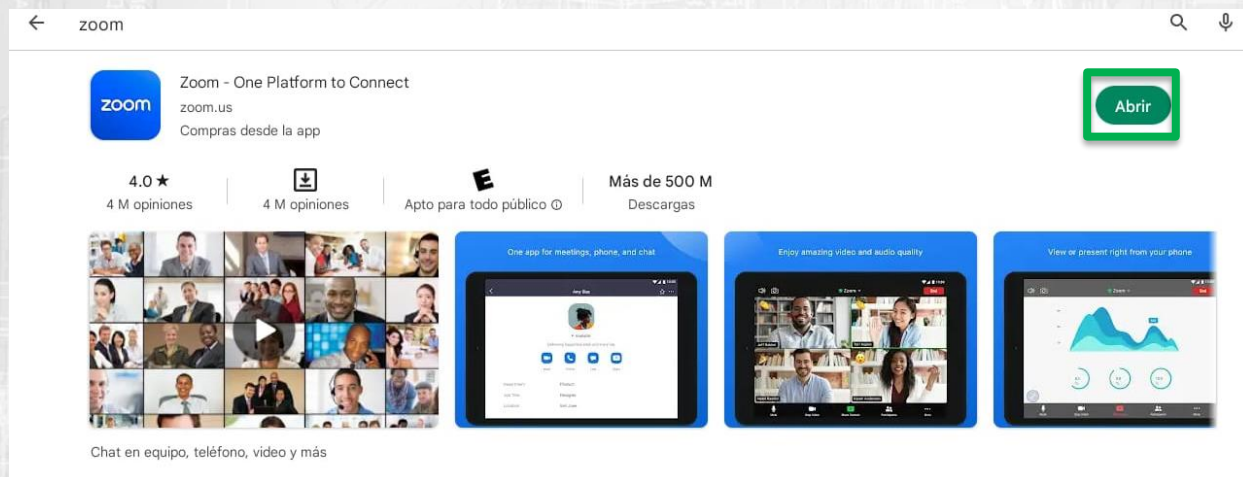 zoom
zoom
Zoom - One Platform to Connect
zoom.us
Compras desde la app
Abrir
4.0 ★
4 M opiniones
4 M opiniones
Apto para todo público
Más de 500 M
Descargas
One app for meetings, phone, and chat
Enjoy amazing video and audio quality
View or present right from your phone
Zoom
Zoom
Chat en equipo, teléfono, video y más